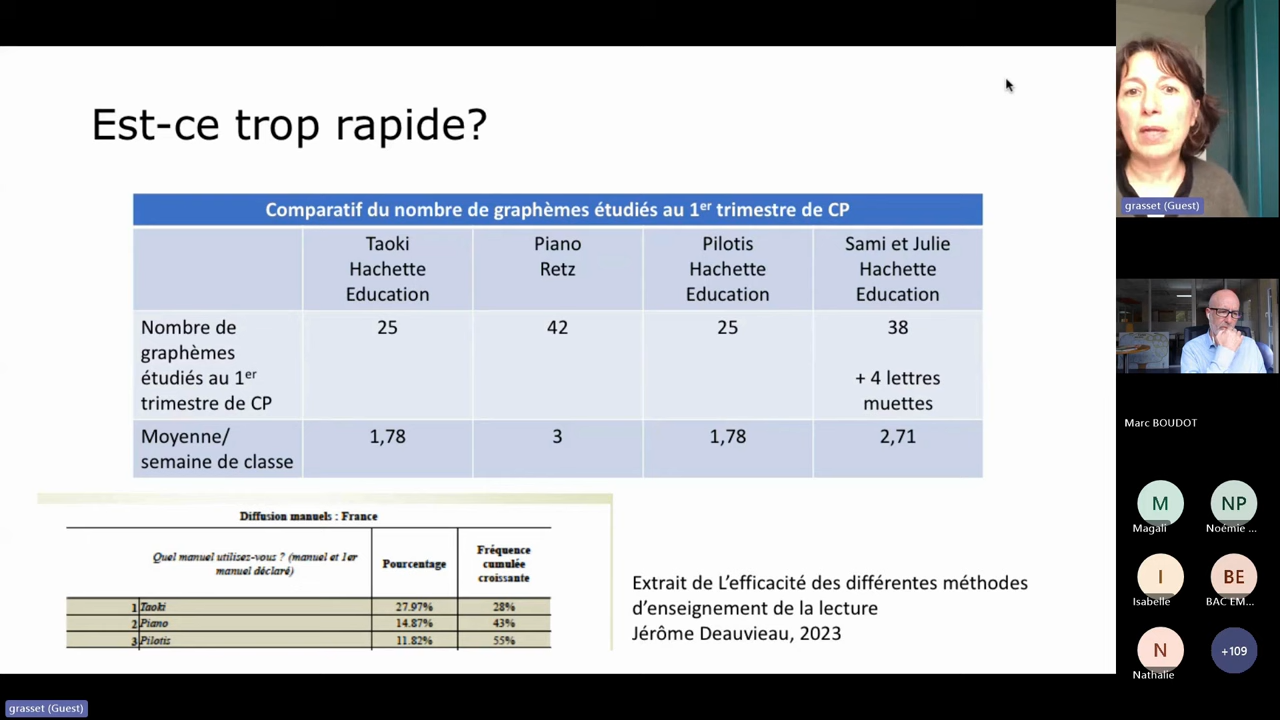 Est-ce trop rapide?
Comparatif du nombre de graphèmes étudiés au 1er trimestre de CP
Taoki
Hachette
Education
Piano
Retz
Pilotis
Hachette
Education
Sami et Julie
Hachette
Education
Nombre de
graphèmes
étudiés au 1er
trimestre de CP
25
42
25
38
+ 4 lettres
muettes
Moyenne/
semaine de classe
1,78
3
1,78
2,71
Diffusion manuels : France
Quel manuel utilisez-vous ? (manuel et 1er
manuel déclaré)
Pourcentage
Fréquence
cumulée
croissante
1 Taoki 27.97% 28%
2 Piano 14.87% 43%
3 Pilotis 11.82% 55%
Extrait de L'efficacité des différentes méthodes
d'enseignement de la lecture
Jérôme Deauvieau, 2023
grasset (Guest)
Marc BOUDOT
M
Magali
NP
Noémie ...
I
Isabelle
BE
BAC EM...
N
Nathalie
+109
grasset (Guest)